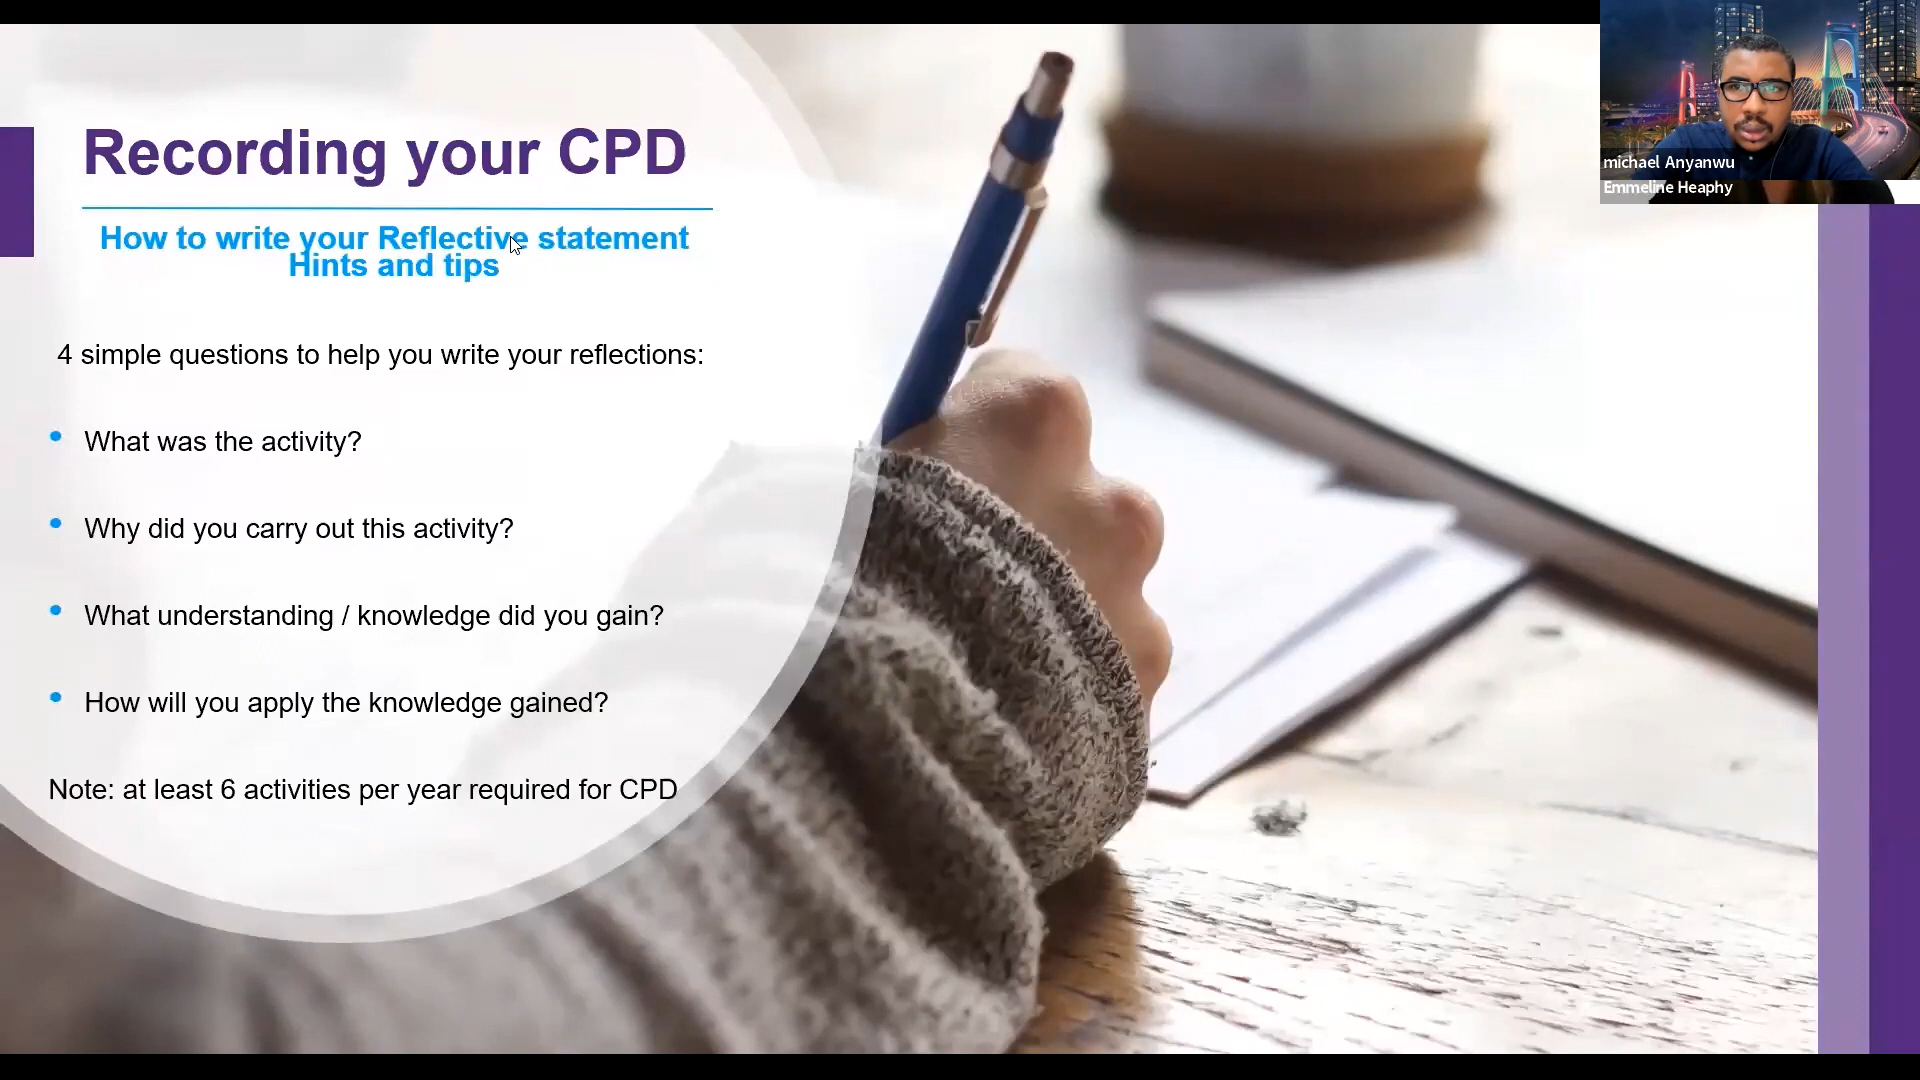 Recording your CPD
How to write your Reflective statement
Hints and tips
4 simple questions to help you write your reflections:
What was the activity?
Why did you carry out this activity?
What understanding / knowledge did you gain?
How will you apply the knowledge gained?
Note: at least 6 activities per year required for CPD
michael Anyanwu
Emmeline Heaphy